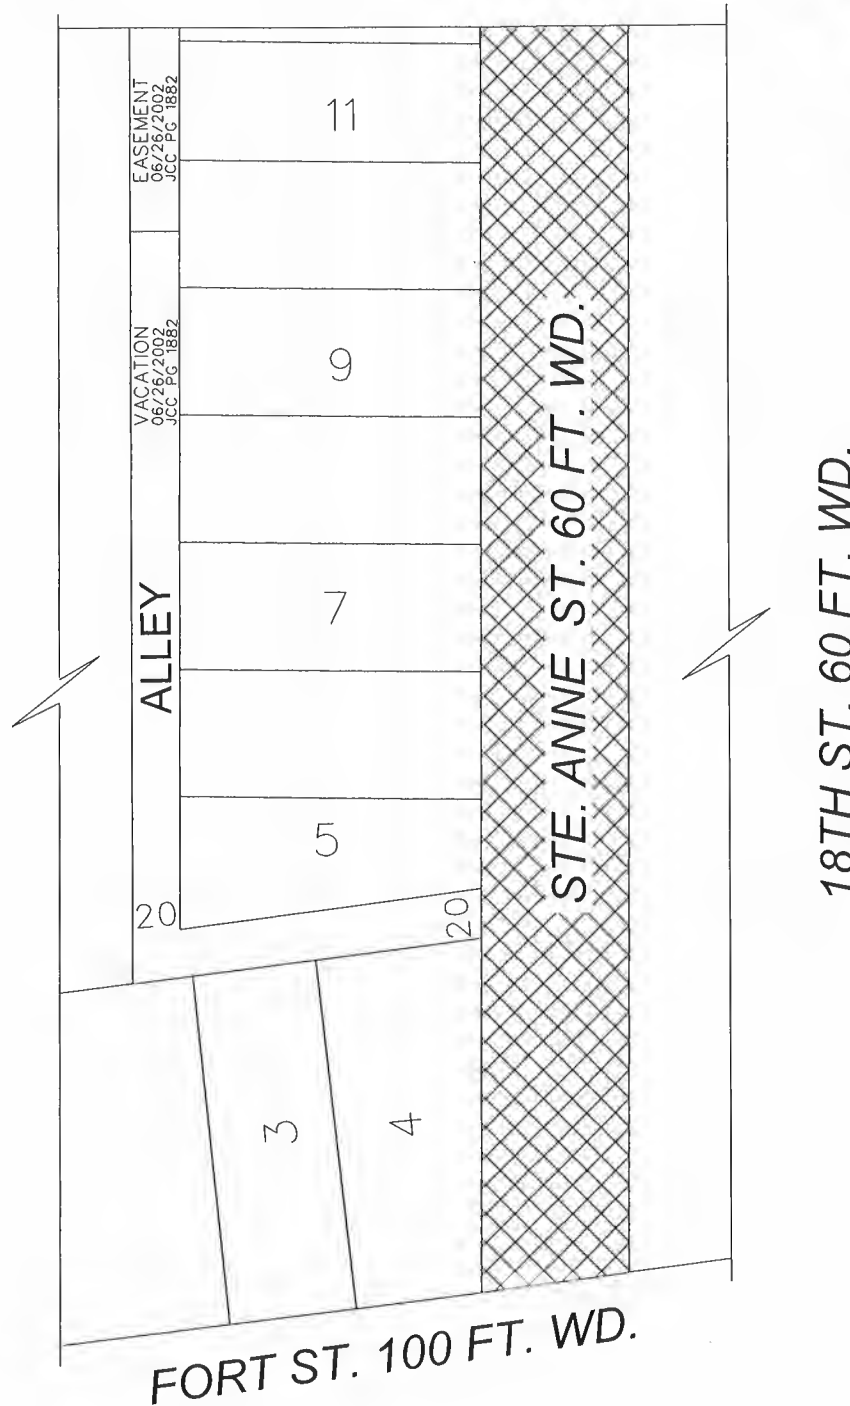 EASEMENT
06/26/2002
JCC PG 1882
11
VACATION
06/26/2002
JCC PG 1882
9
ALLEY
7
STE. ANNE ST. 60 FT. WD.
18TH ST. 60 FT. WD.
5
20
20
3
4
FORT ST. 100 FT. WD.